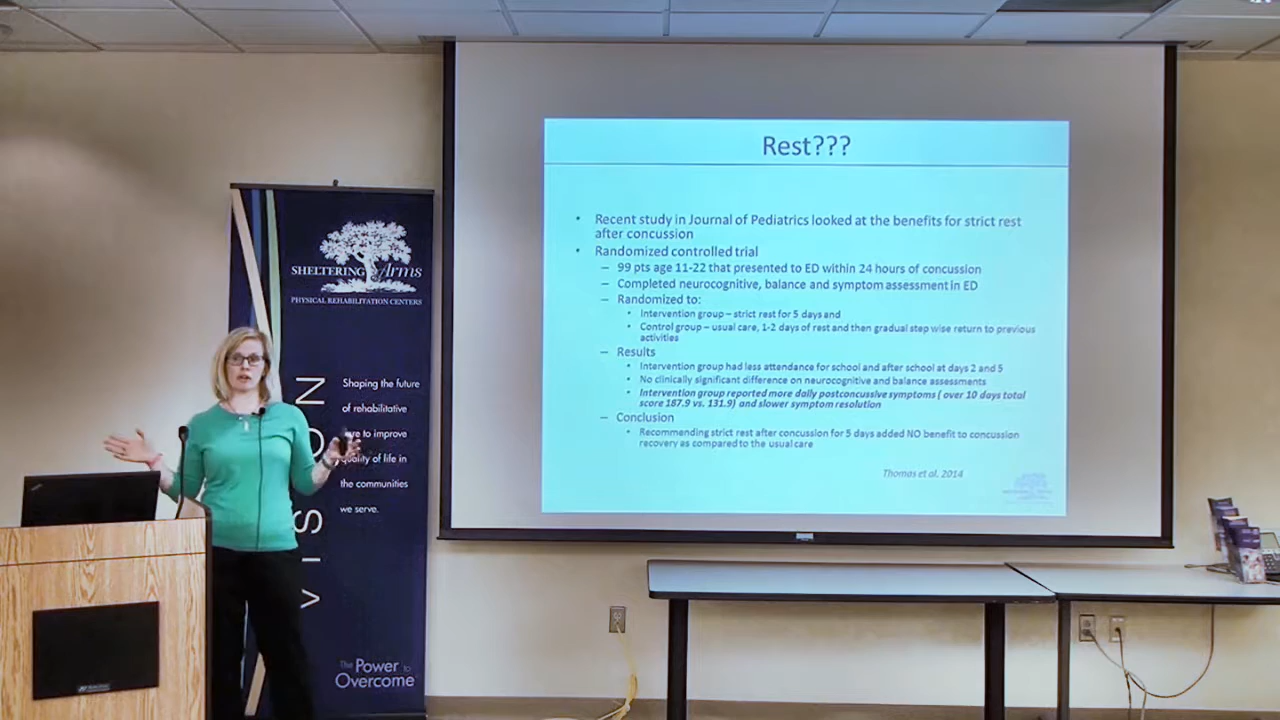 Rest???
• Recent study in Journal of Pediatrics looked at the benefits for strict rest
after concussion
• Randomized controlled trial
– 99 pts age 11-22 that presented to ED within 24 hours of concussion
– Completed neurocognitive, balance and symptom assessment in ED
– Randomized to:
• Intervention group – strict rest for 5 days and
• Control group – usual care, 1-2 days of rest and then gradual step wise return to previous
activities
– Results
• Intervention group had less attendance for school and after school at days 2 and 5
• No clinically significant difference on neurocognitive and balance assessments
• Intervention group reported more daily postconcussive symptoms ( over 10 days total
score 187.9 vs. 131.9) and slower symptom resolution
– Conclusion
• Recommending strict rest after concussion for 5 days added NO benefit to concussion
recovery as compared to the usual care
Thomas et al. 2014
SHELTERING Arms
PHYSICAL REHABILITATION CENTERS
VISION
Shaping the future
of rehabilitative
to improve
quality of life in
the communities
we serve.
The Power to
Overcome